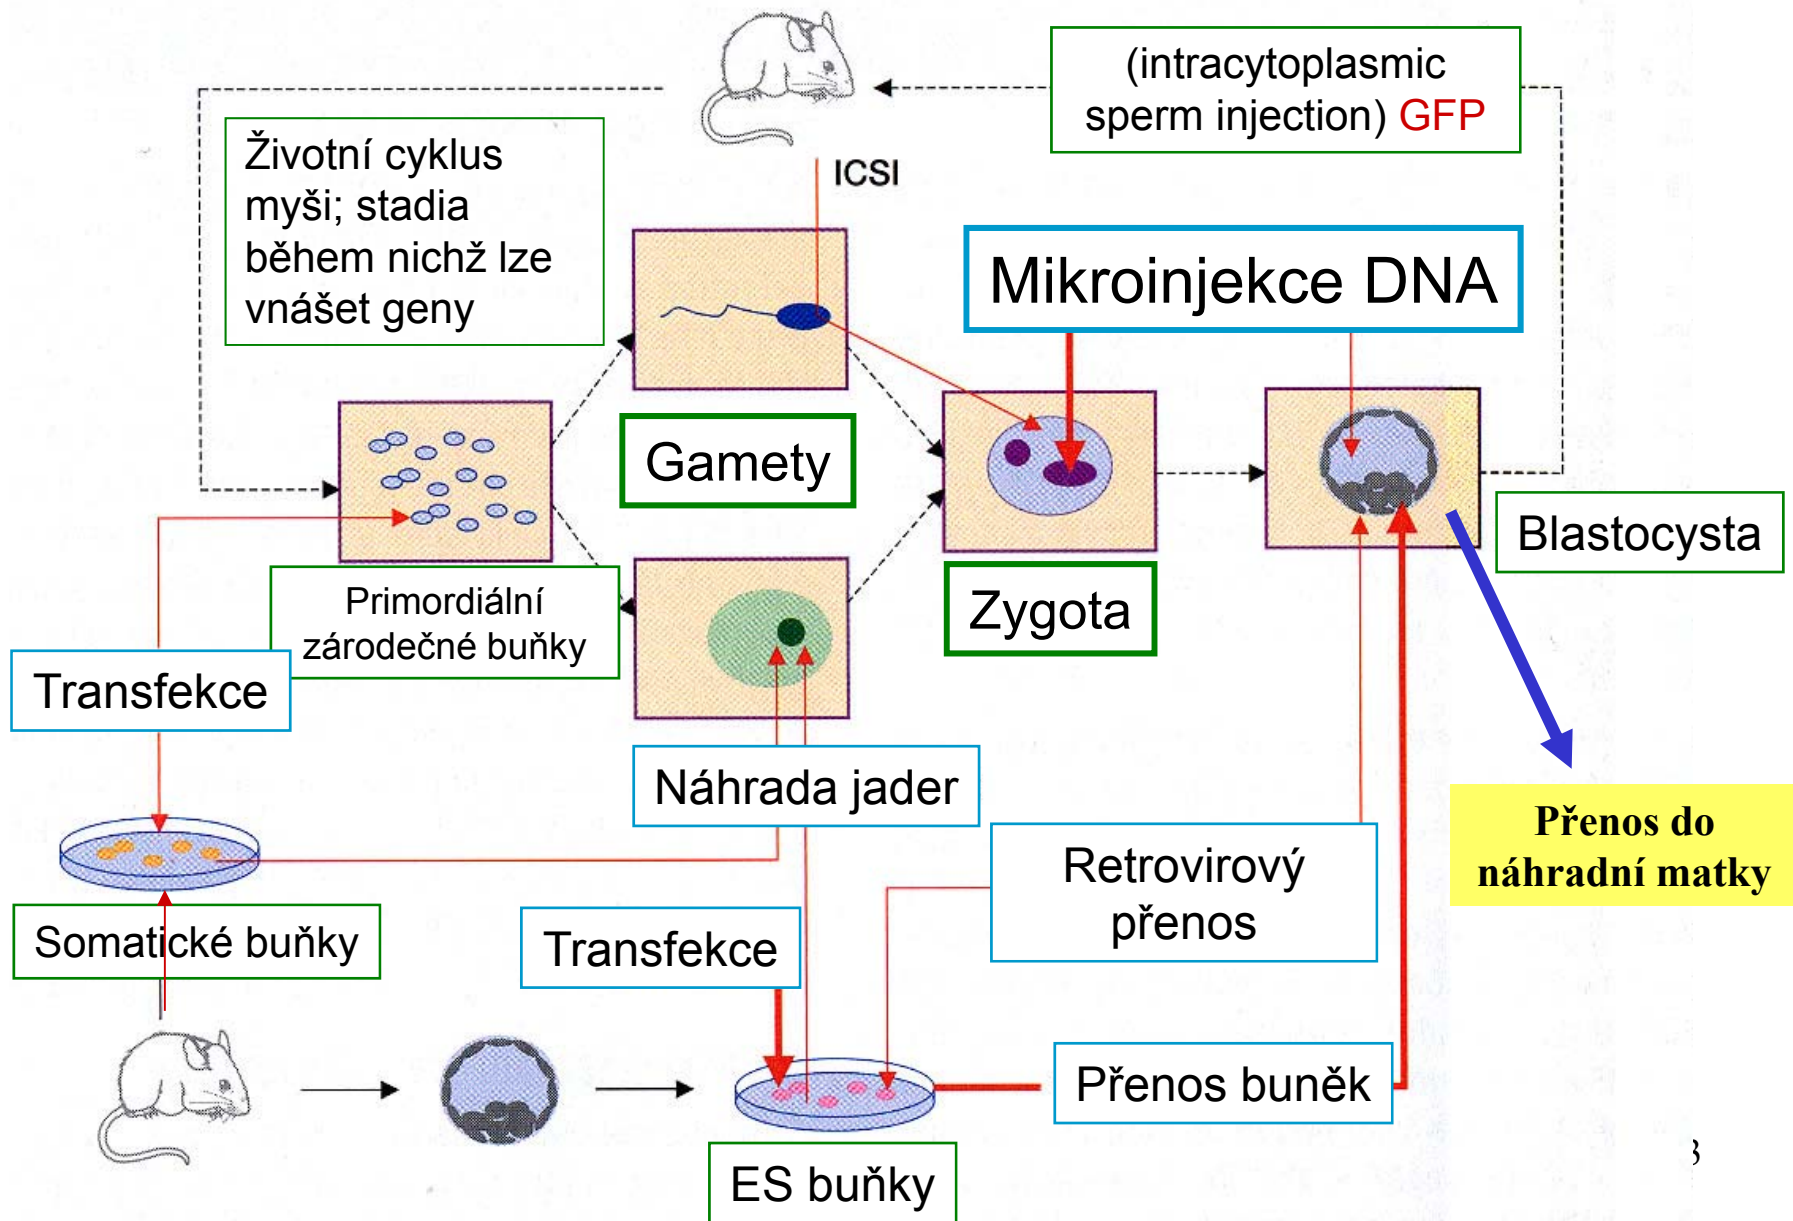 (intracytoplasmic
sperm injection) GFP
Životní cyklus
myši; stadia
během nichž lze
vnášet geny
ICSI
Mikroinjekce DNA
Gamety
Blastocysta
Primordiální
zárodečné buňky
Zygota
Transfekce
Náhrada jader
Přenos do
náhradní matky
Retrovirový
přenos
Somatické buňky
Transfekce
Přenos buněk
ES buňky
3